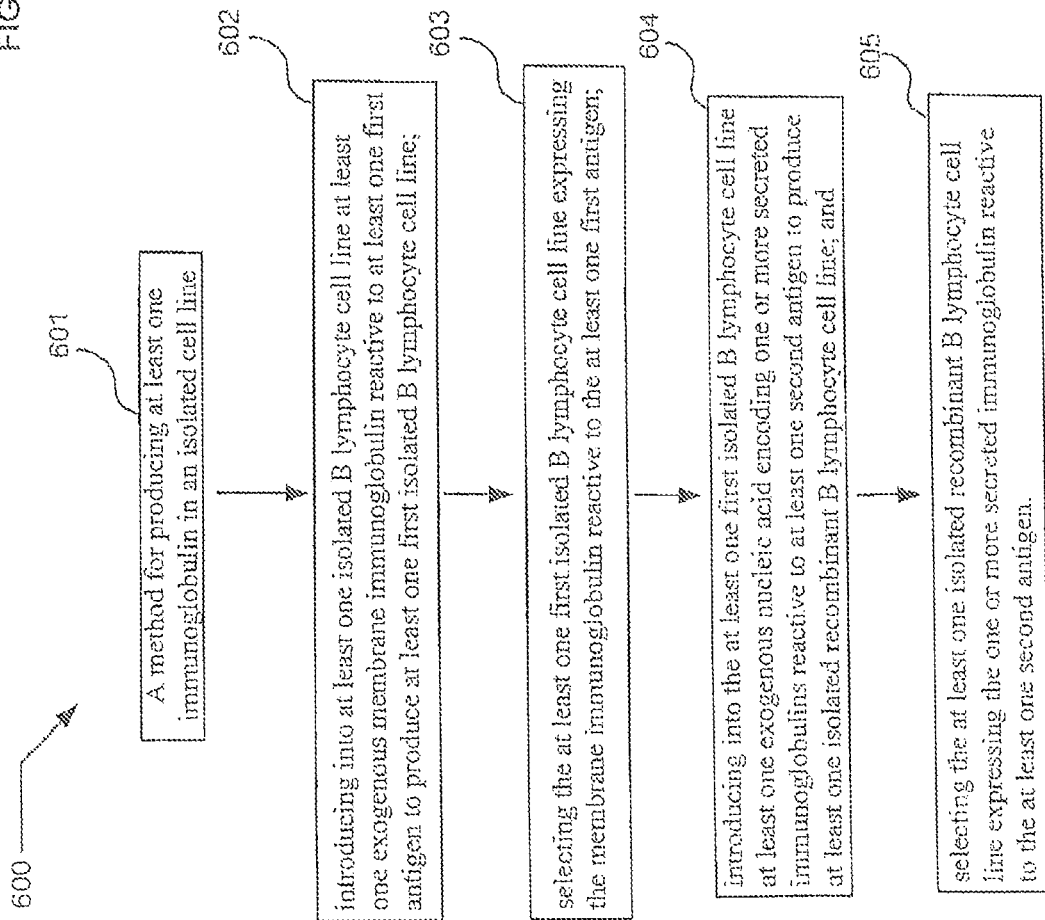 FIG
600
601
A method for producing at least one
immunoglobulin in an isolated cell line
602
introducing into at least one isolated B lymphocyte cell line at least
one exogenous membrane immunoglobulin reactive to at least one first
antigen to produce at least one first isolated B lymphocyte cell line;
603
selecting the at least one first isolated B lymphocyte cell line expressing
the membrane immunoglobulin reactive to the at least one first antigen;
604
introducing into the at least one first isolated B lymphocyte cell line
at least one exogenous nucleic acid encoding one or more secreted
immunoglobulins reactive to at least one second antigen to produce
at least one isolated recombinant B lymphocyte cell line; and
605
selecting the at least one isolated recombinant B lymphocyte cell
line expressing the one or more secreted immunoglobulin reactive
to the at least one second antigen.